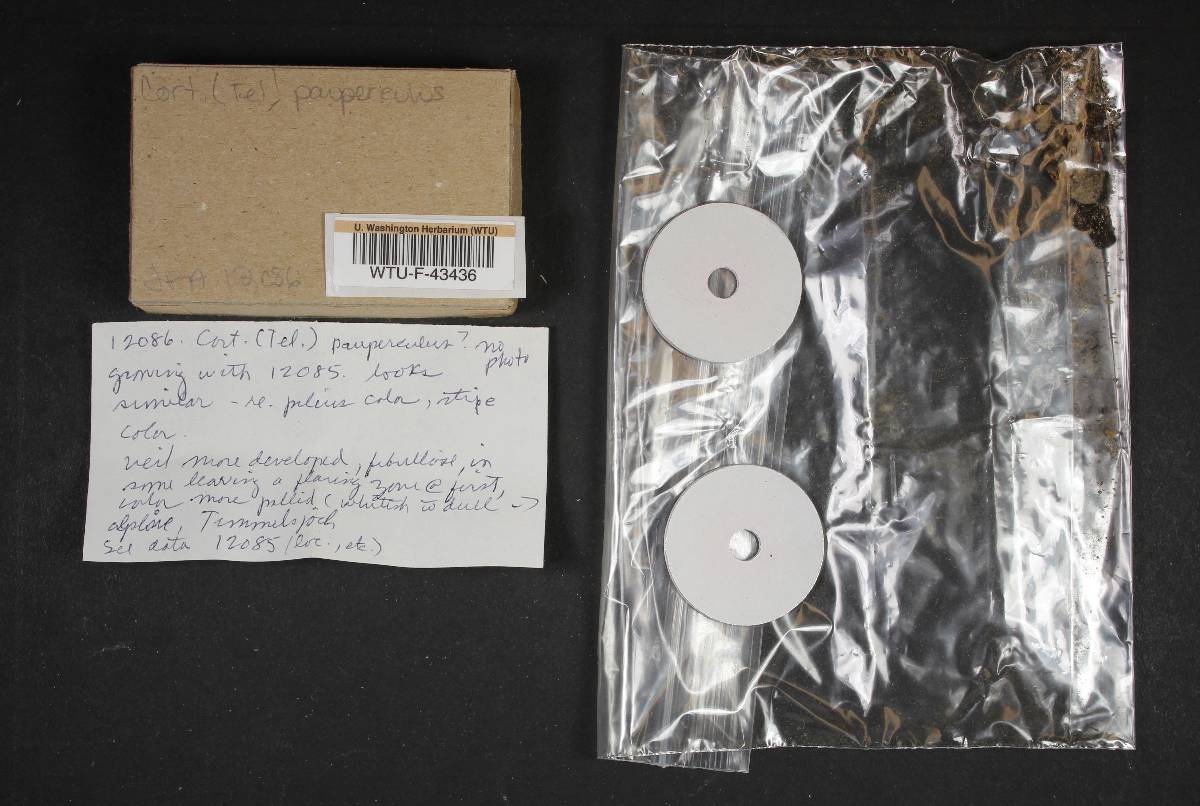 Cort. (Tel.) pauperculus
U. Washington Herbarium (WTU)
WTU-F-43436
12086. Cort. (Tel.) pauperculus? no photo
growing with 12085. looks
similar - re. pileus color, stipe
color.
veil more developed, fibrillose, in
some leaving a flaring zone @ first,
color more pallid (whitish to dull →
alpine, Timmelsjoch
See data 12085 (loc., etc.)